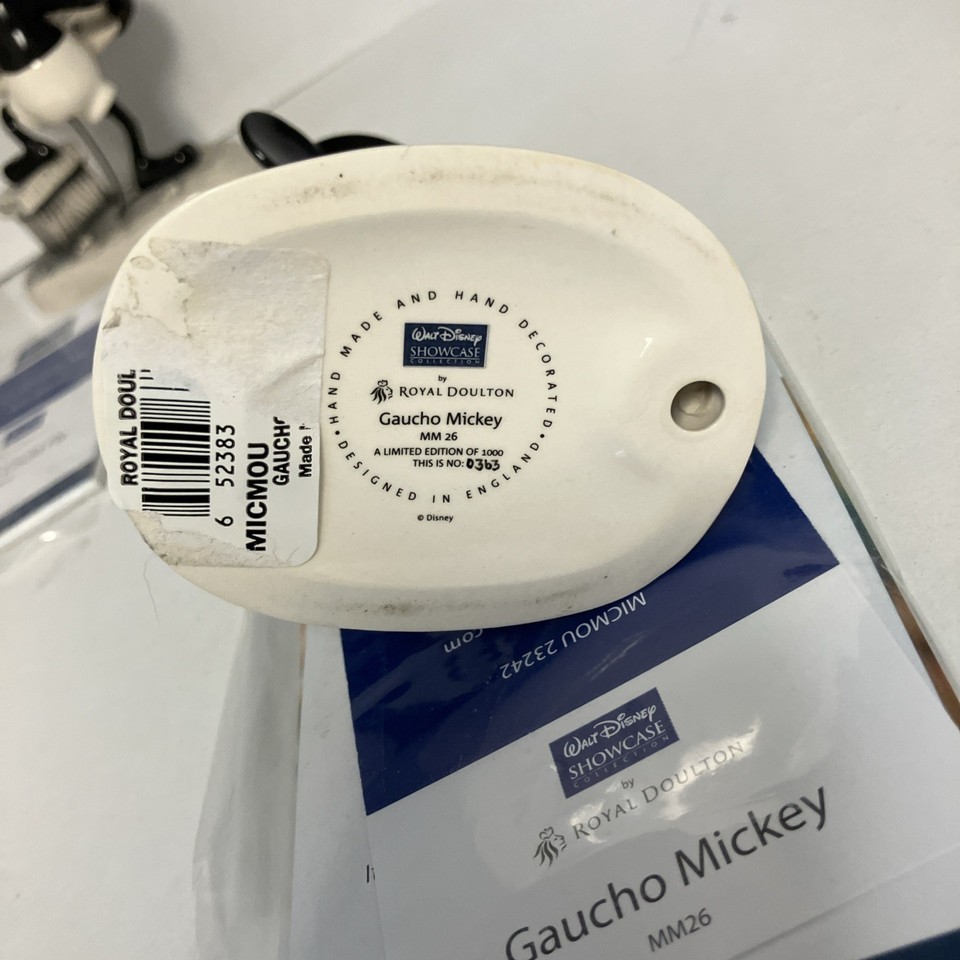 HAND MADE AND HAND DECORATED
WALT DISNEY
SHOWCASE
COLLECTION
by
ROYAL DOULTON
Gaucho Mickey
MM 26
A LIMITED EDITION OF 1000
THIS IS NO: 0363
• DESIGNED IN ENGLAND •
© Disney
ROYAL DOUL
6 52383
MICMOU
GAUCH
Made
com
MICMOU 23242
WALT DISNEY
SHOWCASE
COLLECTION
by
ROYAL DOULTON
Gaucho Mickey
MM26